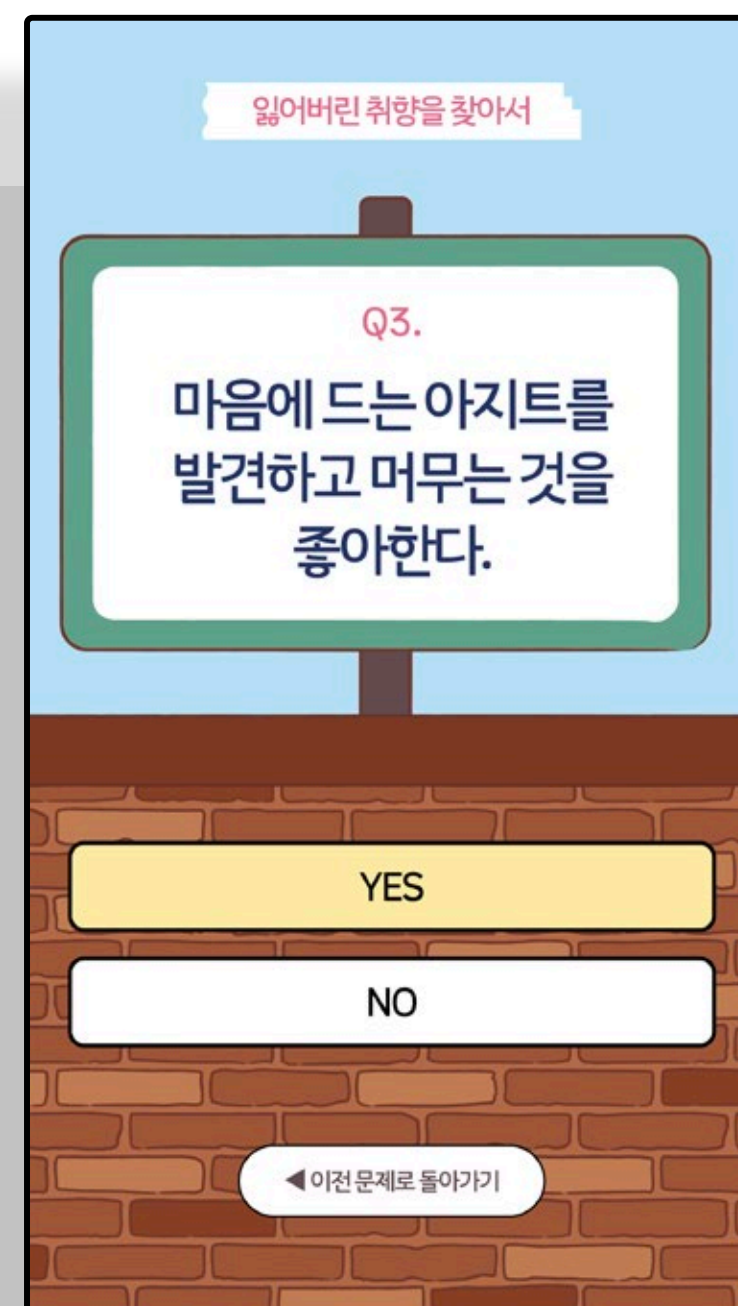 잃어버린 취향을 찾아서
Q3.
마음에 드는 아지트를
발견하고 머무는 것을
좋아한다.
YES
NO
◀ 이전 문제로 돌아가기